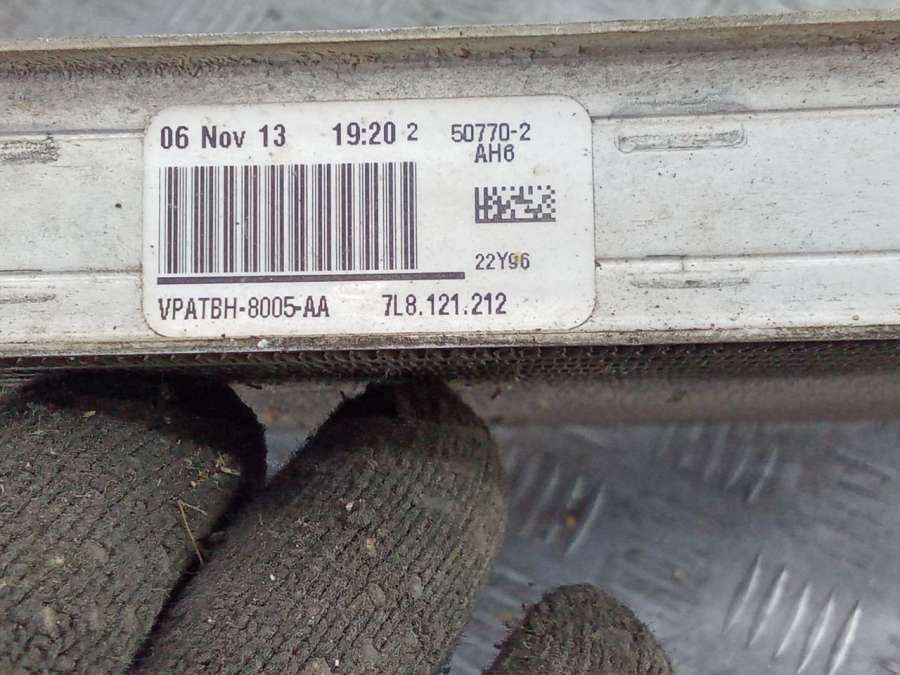 06 Nov 13 19:20 2 50770-2
AH6
22Y96
VPATBH-8005-AA 7L8.121.212